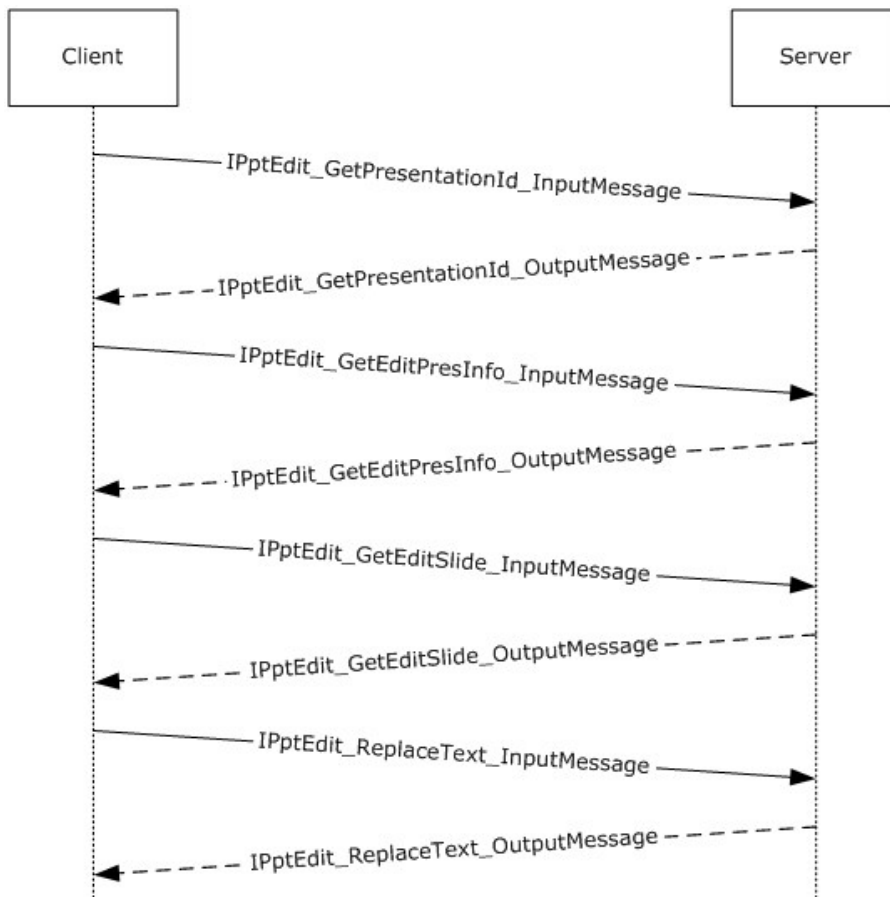 Client
Server
IPptEdit_GetPresentationId_InputMessage
IPptEdit_GetPresentationId_OutputMessage
IPptEdit_GetEditPresInfo_InputMessage
IPptEdit_GetEditPresInfo_OutputMessage
IPptEdit_GetEditSlide_InputMessage
IPptEdit_GetEditSlide_OutputMessage
IPptEdit_ReplaceText_InputMessage
IPptEdit_ReplaceText_OutputMessage